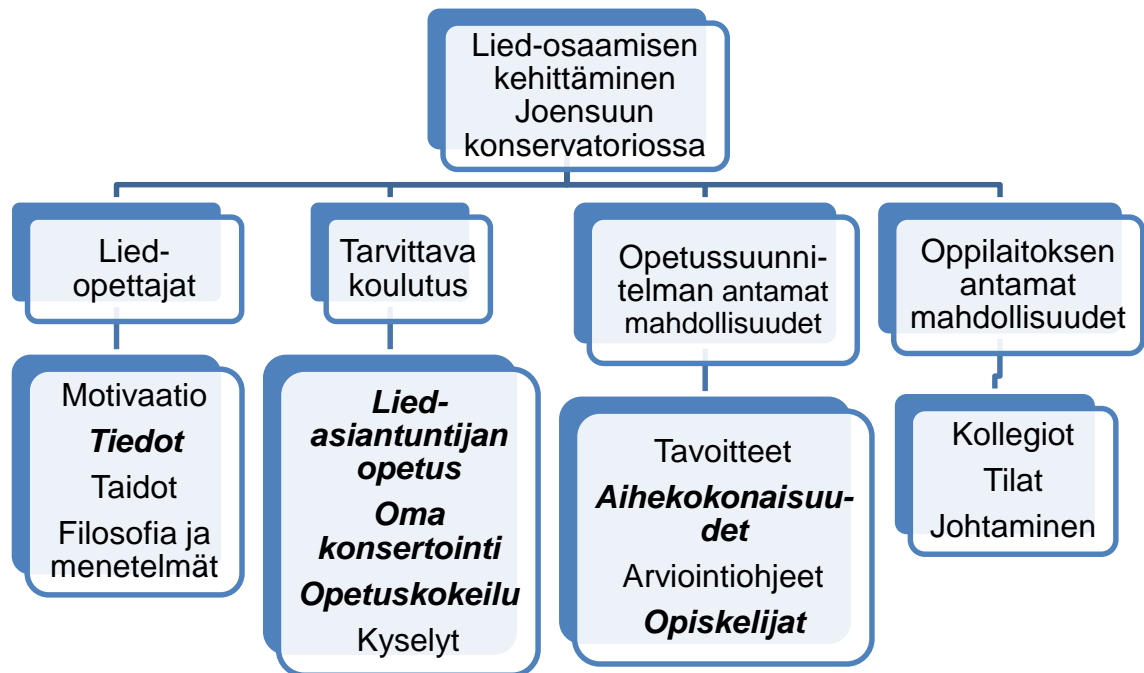 Lied-osaamisen
kehittäminen
Joensuun
konservatoriossa
Lied-
opettajat
Tarvittava
koulutus
Opetussuunni-
telman antamat
mahdollisuudet
Oppilaitoksen
antamat
mahdollisuudet
Motivaatio
Tiedot
Taidot
Filosofia ja
menetelmät
Lied-
asiantuntijan
opetus
Oma
konsertointi
Opetuskokeilu
Kyselyt
Tavoitteet
Aihekokonaisuu-
det
Arviointiohjeet
Opiskelijat
Kollegiot
Tilat
Johtaminen